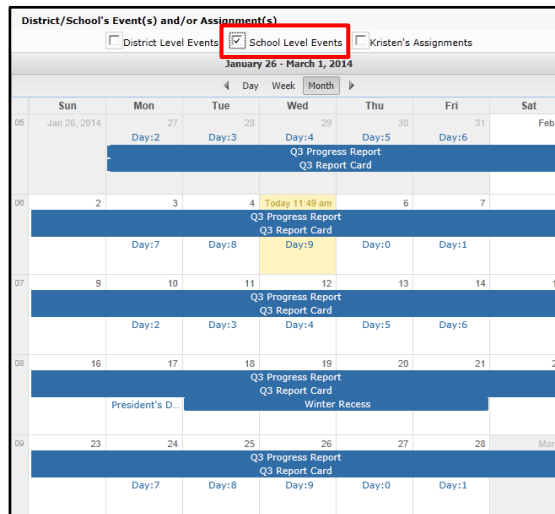 District/School's Event(s) and/or Assignment(s)
District Level Events School Level Events Kristen's Assignments
January 26 - March 1, 2014
Day Week Month
Sun Mon Tue Wed Thu Fri Sat
05 Jan 26, 2014 27 28 29 30 31 Feb
Day:2 Day:3 Day:4 Day:5 Day:6
Q3 Progress Report
Q3 Report Card
06 2 3 4 Today 11:49 am 6 7
Q3 Progress Report
Q3 Report Card
Day:7 Day:8 Day:9 Day:0 Day:1
07 9 10 11 12 13 14
Q3 Progress Report
Q3 Report Card
Day:2 Day:3 Day:4 Day:5 Day:6
08 16 17 18 19 20 21
Q3 Progress Report
Q3 Report Card
President's D... Winter Recess
09 23 24 25 26 27 28 Mar
Q3 Progress Report
Q3 Report Card
Day:7 Day:8 Day:9 Day:0 Day:1